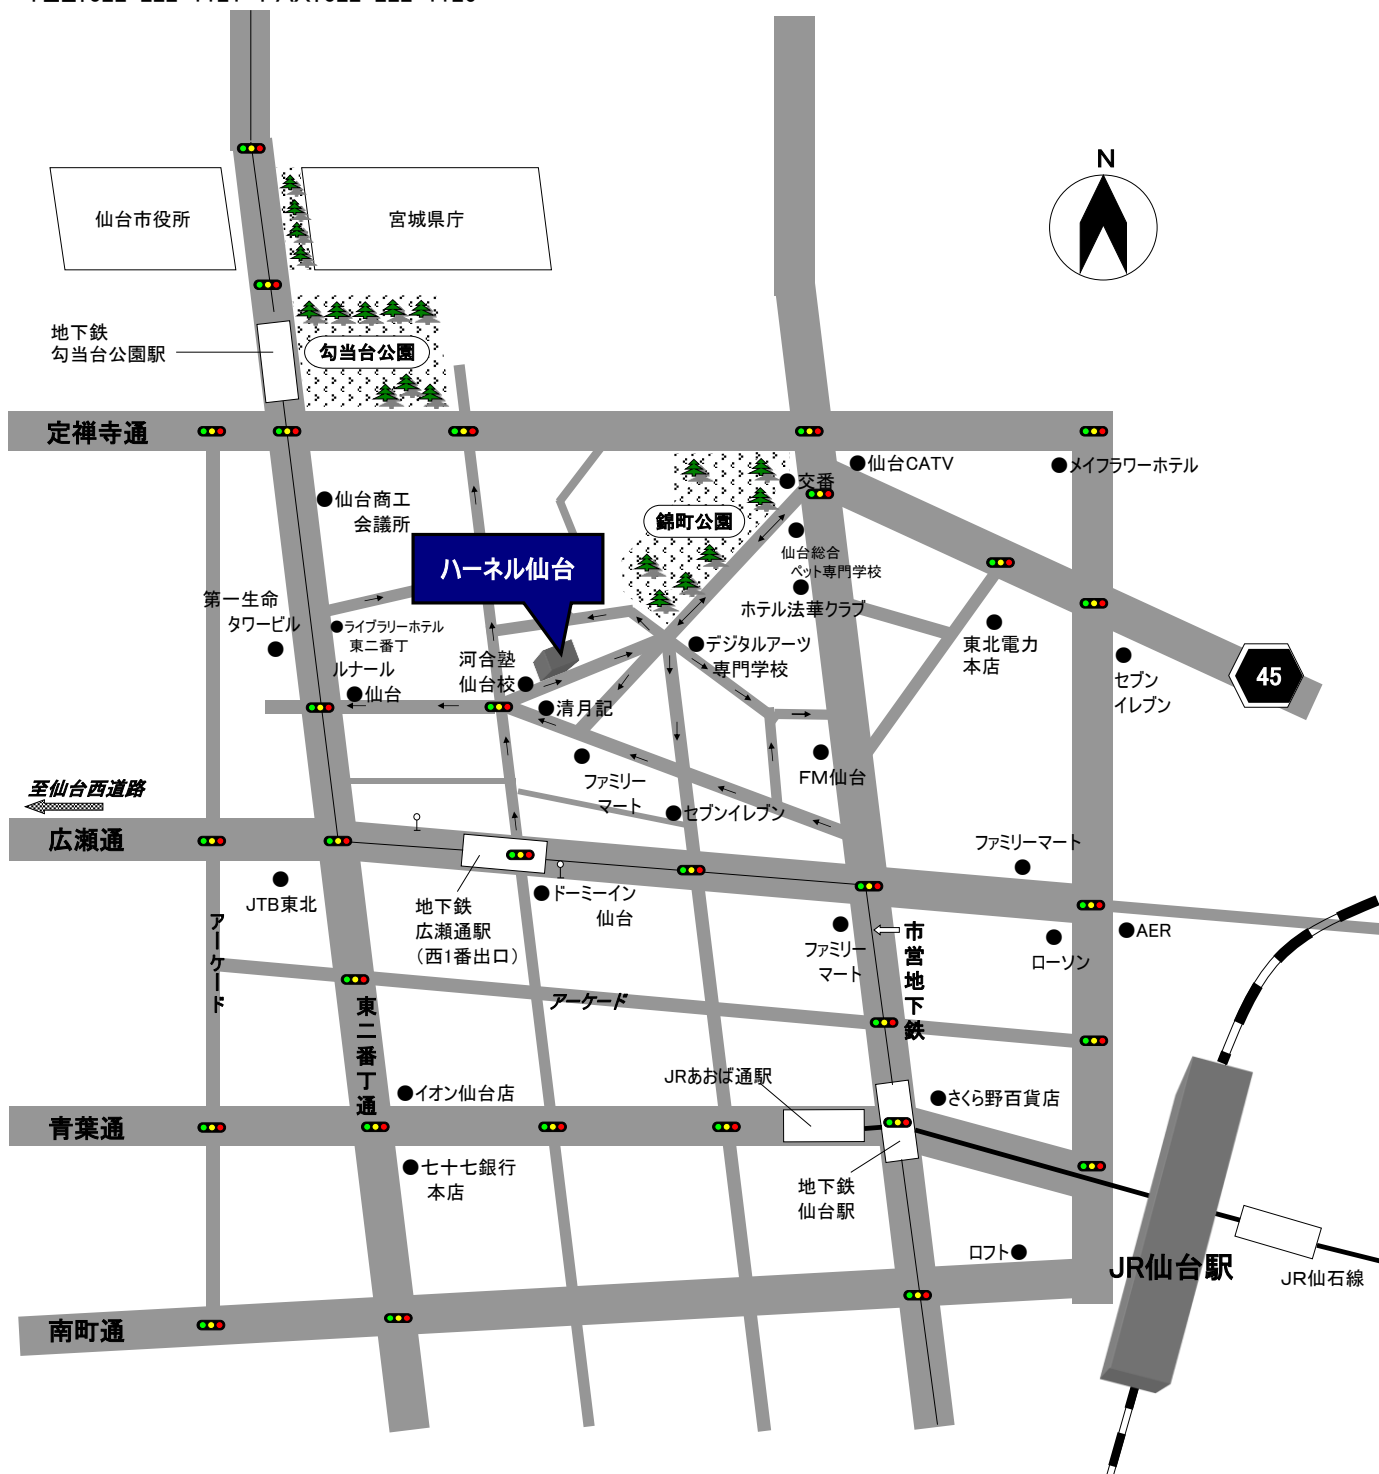 N
仙台市役所
宮城県庁
地下鉄
勾当台公園駅
勾当台公園
定禅寺通
仙台CATV
メイフラワーホテル
交番
仙台商工
会議所
錦町公園
仙台総合
ペット専門学校
ハーネル仙台
第一生命
タワービル
ホテル法華クラブ
ライブラリーホテル
東二番丁
東北電力
本店
デジタルアーツ
専門学校
ルナール
仙台
河合塾
仙台校
セブン
イレブン
45
清月記
ファミリー
マート
FM仙台
至仙台西道路
セブンイレブン
広瀬通
ファミリーマート
JTB東北
ドーミーイン
仙台
地下鉄
広瀬通駅
(西1番出口)
アーケード
ファミリー
マート
市営地下鉄
AER
ローソン
アーケード
東二番丁通
JRあおば通駅
イオン仙台店
さくら野百貨店
青葉通
七十七銀行
本店
地下鉄
仙台駅
ロフト
JR仙台駅
JR仙石線
南町通